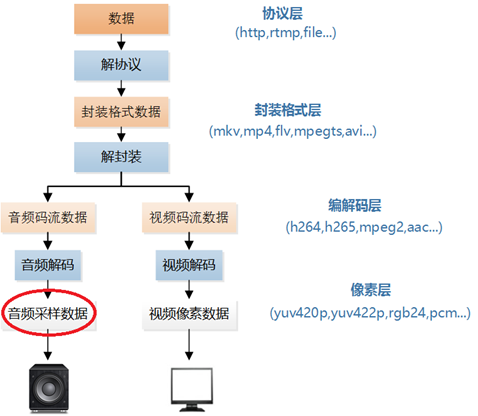 数据
协议层
(http,rtmp,file...)
解协议
封装格式数据
封装格式层
(mkv,mp4,flv,mpegts,avi...)
解封装
音频码流数据
视频码流数据
编解码层
(h264,h265,mpeg2,aac...)
音频解码
视频解码
音频采样数据
视频像素数据
像素层
(yuv420p,yuv422p,rgb24,pcm...)